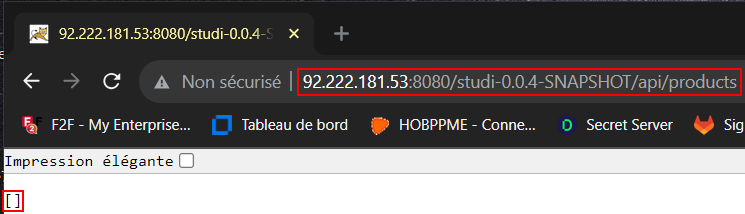 92.222.181.53:8080/studi-0.0.4-S
Non sécurisé 92.222.181.53:8080/studi-0.0.4-SNAPSHOT/api/products
F2F - My Enterprise... Tableau de bord HOBPPME - Conne... Secret Server Sig
Impression élégante
[]